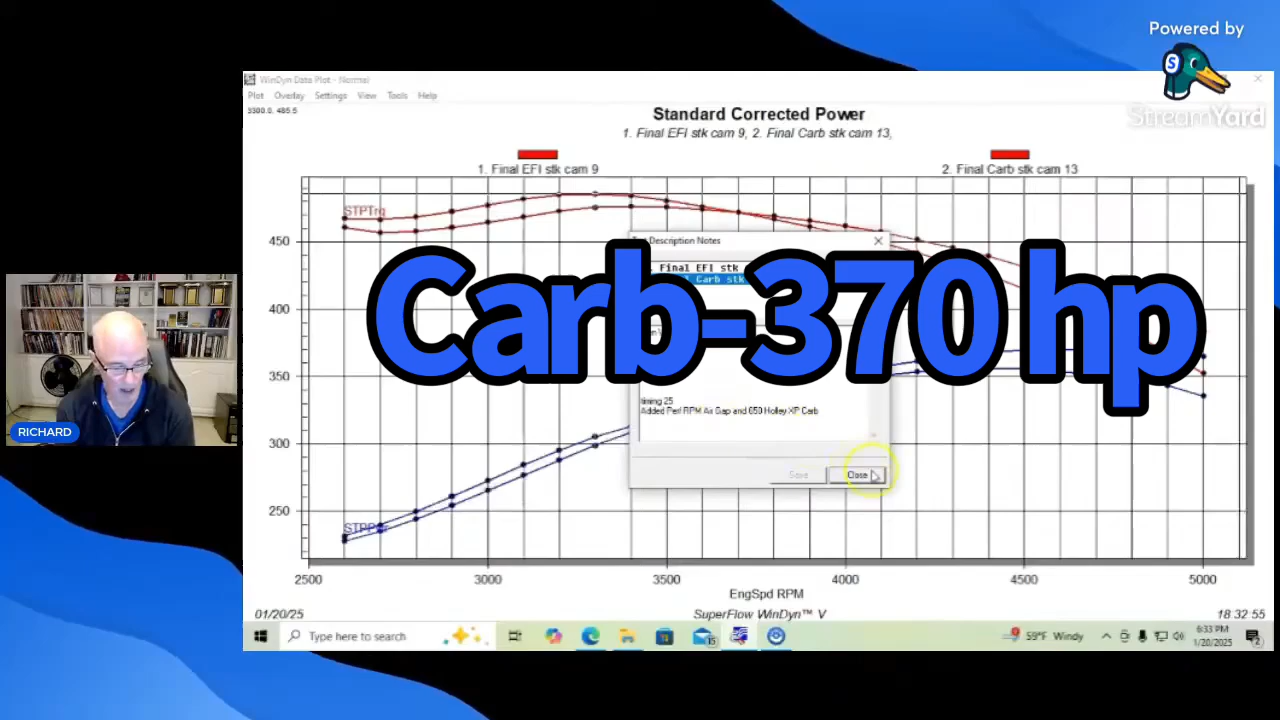 Powered by
StreamYard
WinDyn Data Plot - Normal
Plot Overlay Settings View Tools Help
3300.0, 485.5
Standard Corrected Power
1. Final EFI stk cam 9, 2. Final Carb stk cam 13,
1. Final EFI stk cam 9
2. Final Carb stk cam 13
STPTrq
Description Notes
Final EFI stk
Carb stk
Carb-370 hp
450
400
350
300
250
timing 25
Added Perf RPM Air Gap and 650 Holley XP Carb
Save
Close
2500
3000
3500
4000
4500
5000
EngSpd RPM
01/20/25
SuperFlow WinDyn™ V
18:32:55
Type here to search
59°F Windy
6:33 PM
1/20/2025
RICHARD